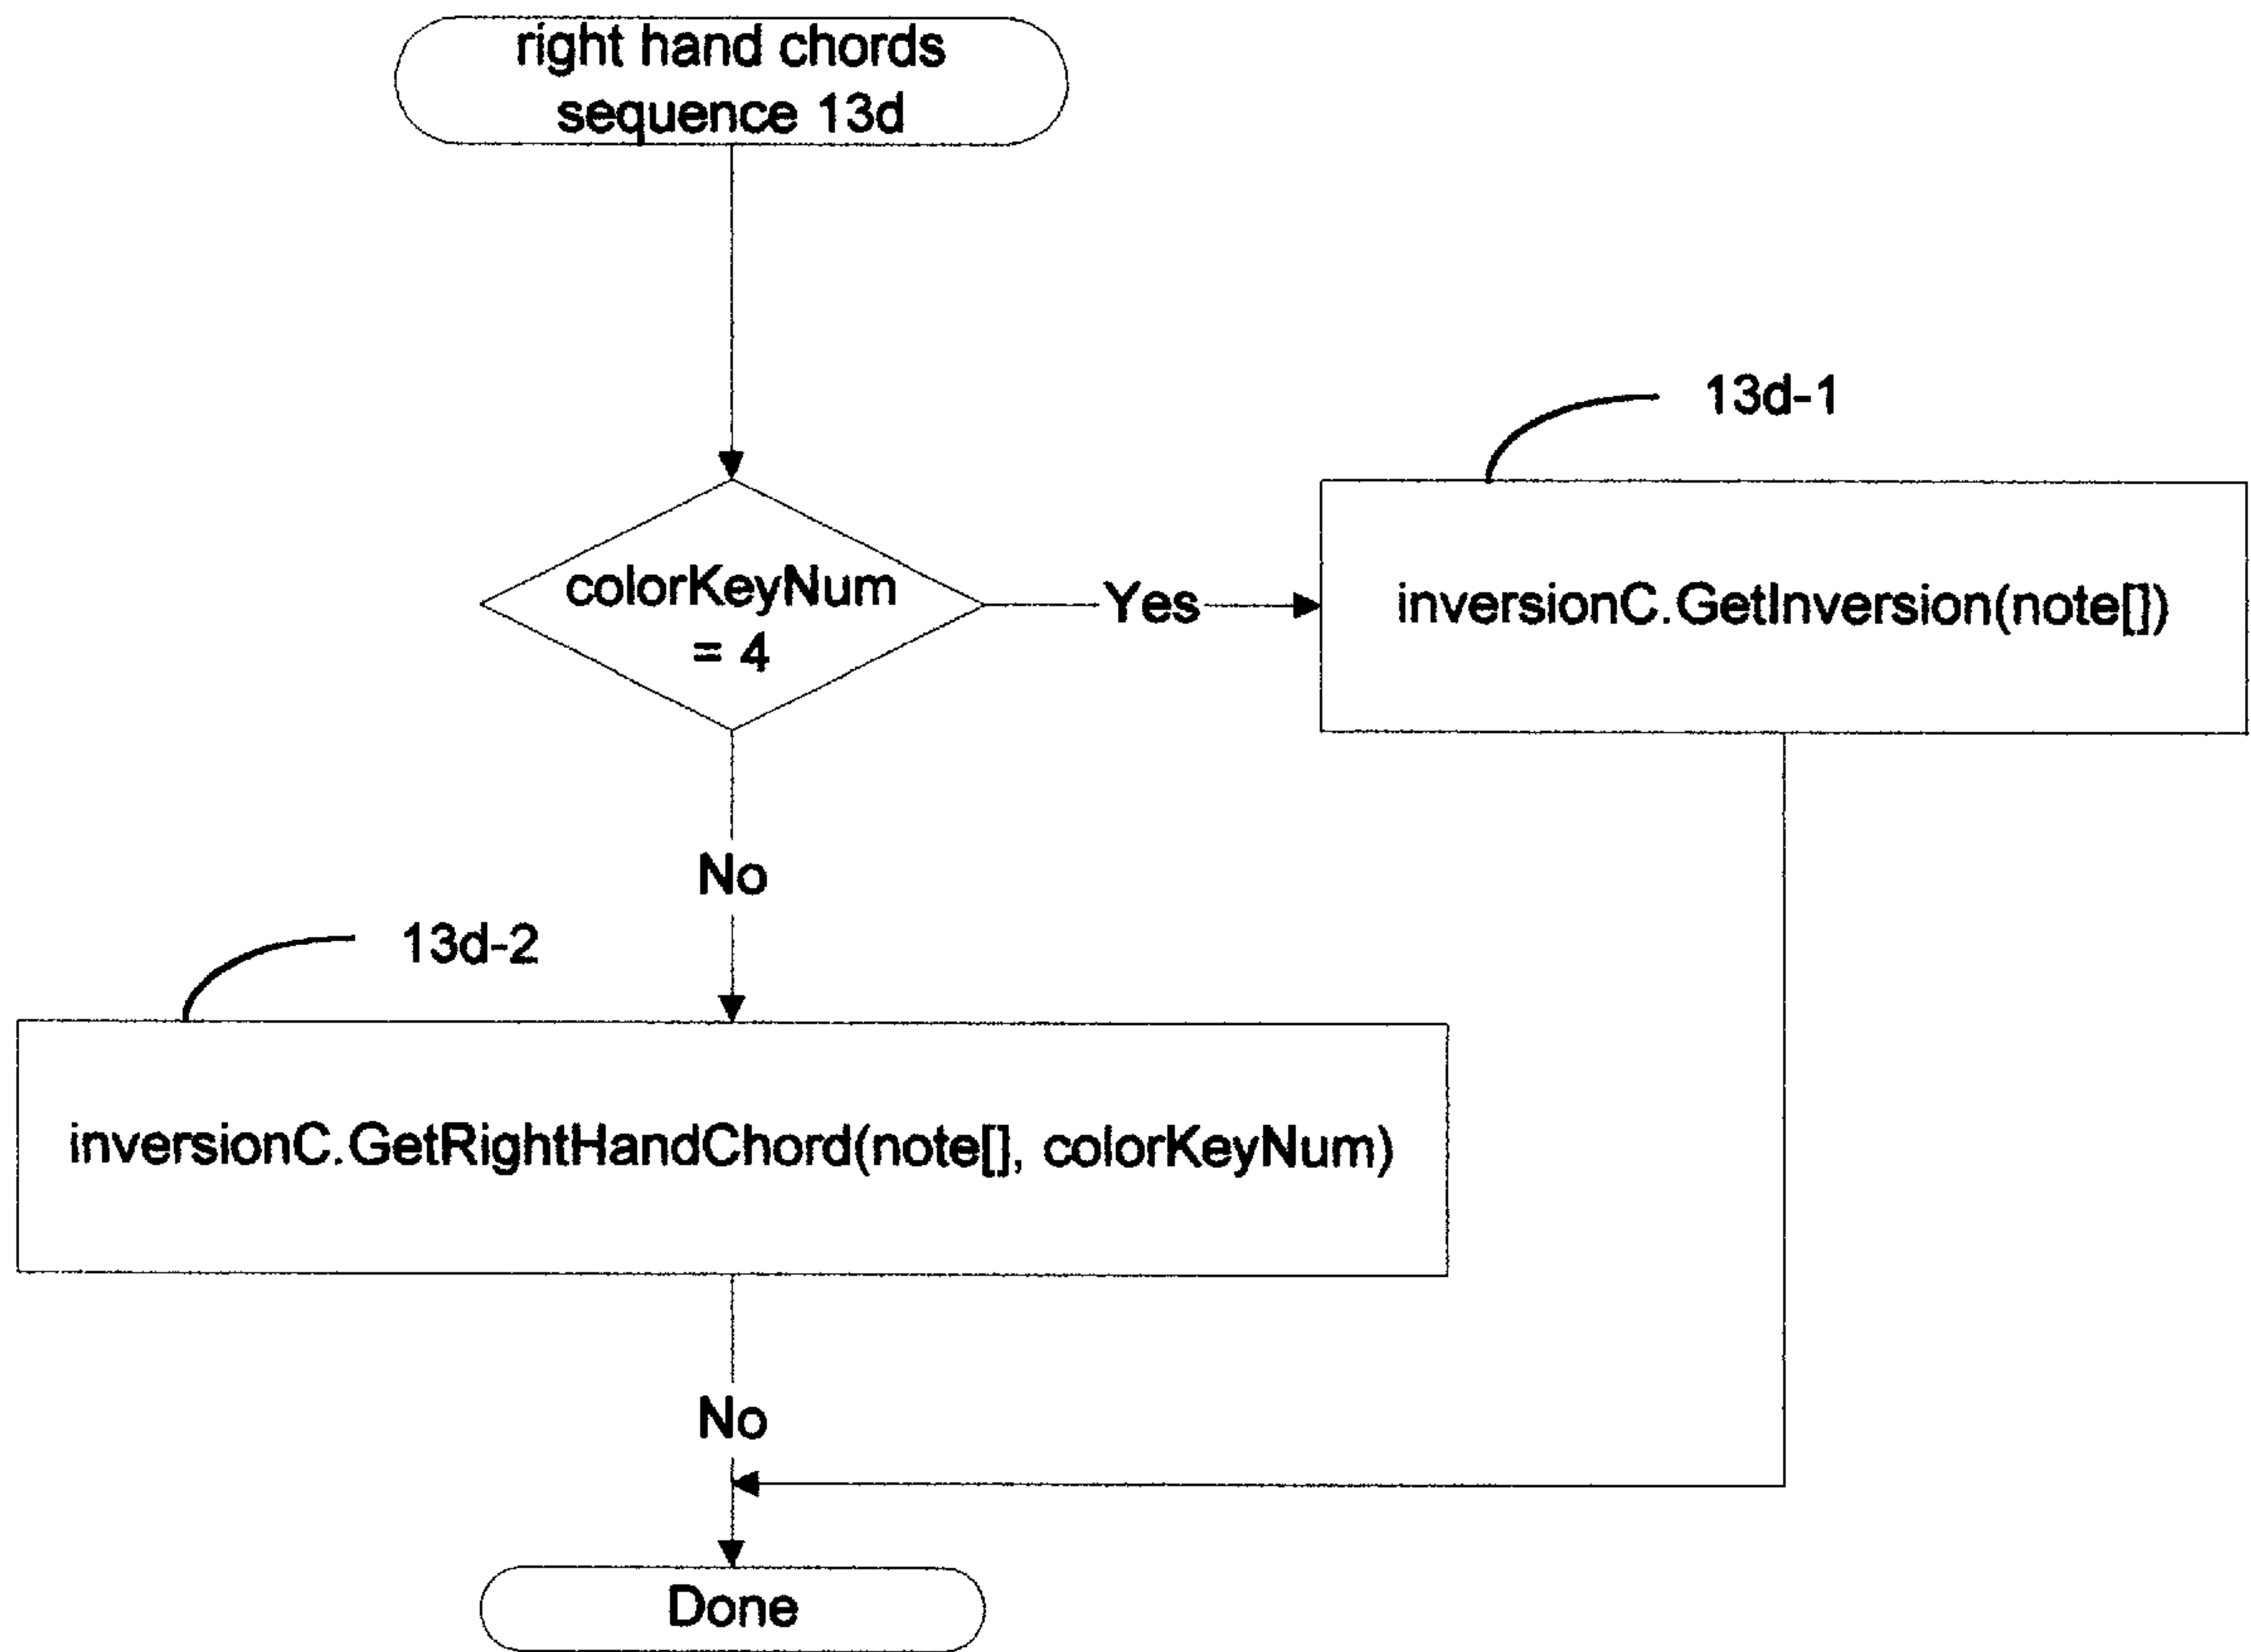 right hand chords
sequence 13d
13d-1
colorKeyNum
= 4
Yes
inversionC.GetInversion(note[])
No
13d-2
inversionC.GetRightHandChord(note[], colorKeyNum)
No
Done